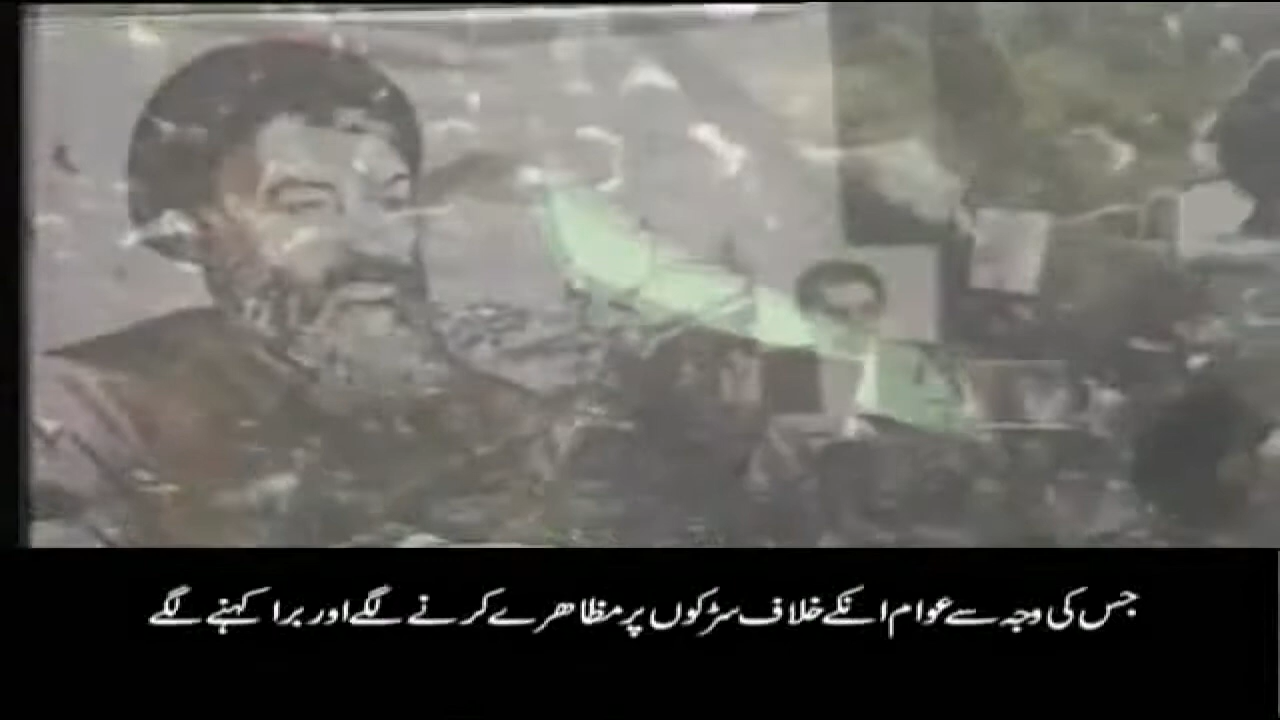 جس کی وجہ سے عوام انکے خلاف سڑکوں پر مظاہرے کرنے لگے اور برا کہنے لگے